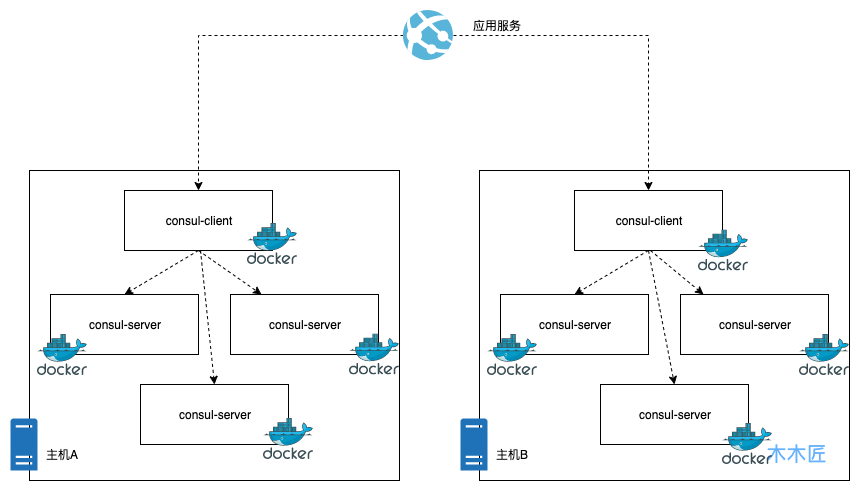 应用服务
consul-client
docker
consul-server
docker
consul-server
docker
consul-server
docker
主机A
consul-client
docker
consul-server
docker
consul-server
docker
consul-server
docker
木木匠
主机B